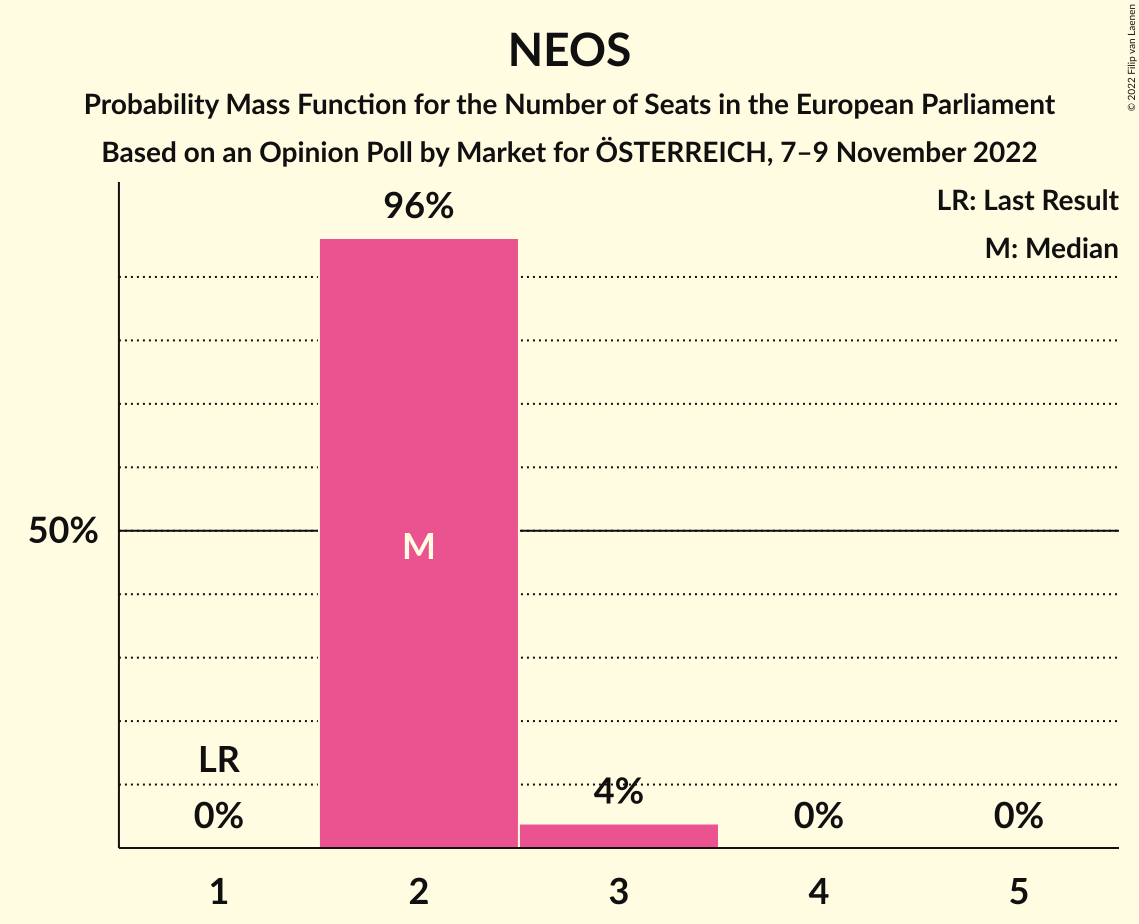 NEOS
Probability Mass Function for the Number of Seats in the European Parliament
Based on an Opinion Poll by Market for ÖSTERREICH, 7–9 November 2022
© 2022 Filip van Laenen
LR: Last Result
M: Median
96%
50%
M
LR
0%
4%
0%
0%
1
2
3
4
5